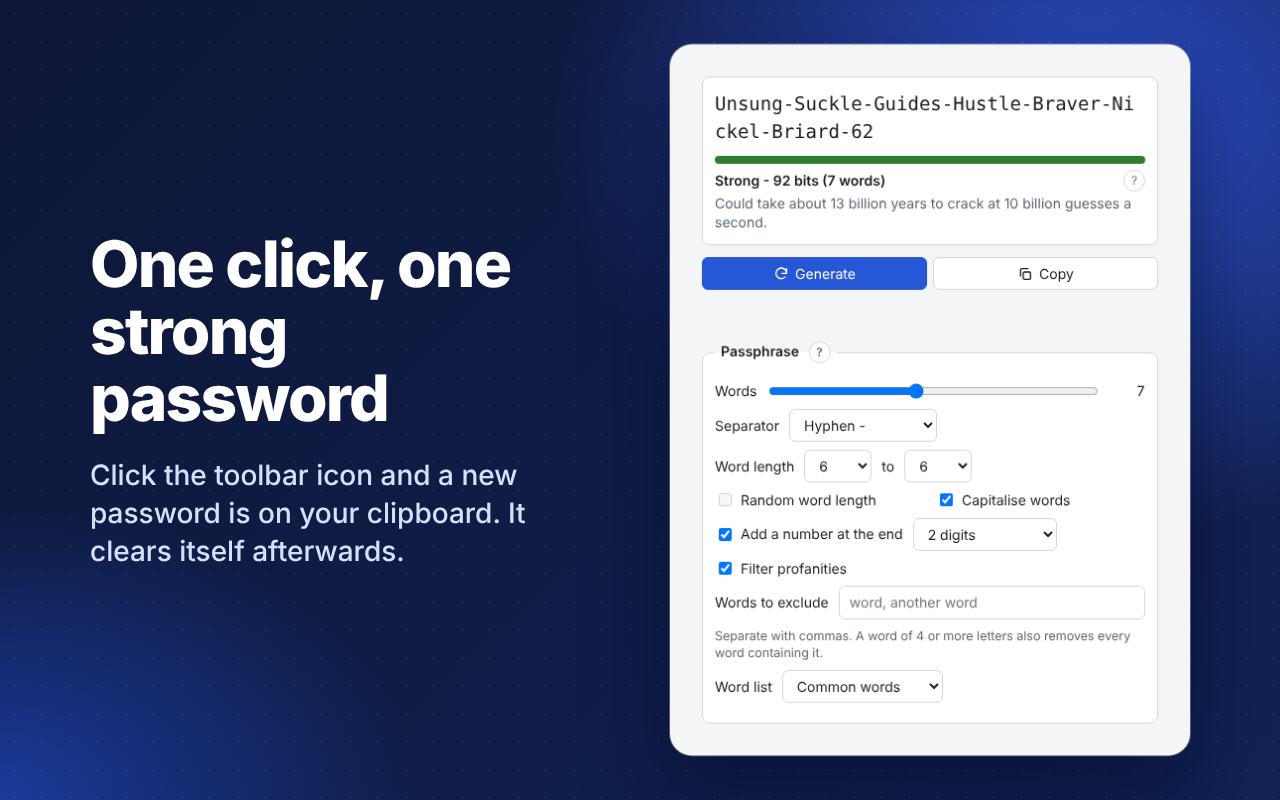 One click, one
strong
password
Click the toolbar icon and a new
password is on your clipboard. It
clears itself afterwards.
Unsung-Suckle-Guides-Hustle-Braver-Ni
ckel-Briard-62
Strong - 92 bits (7 words)
?
Could take about 13 billion years to crack at 10 billion guesses a
second.
Generate
Copy
Passphrase ?
Words 7
Separator Hyphen -
Word length 6 to 6
Random word length Capitalise words
Add a number at the end 2 digits
Filter profanities
Words to exclude word, another word
Separate with commas. A word of 4 or more letters also removes every
word containing it.
Word list Common words